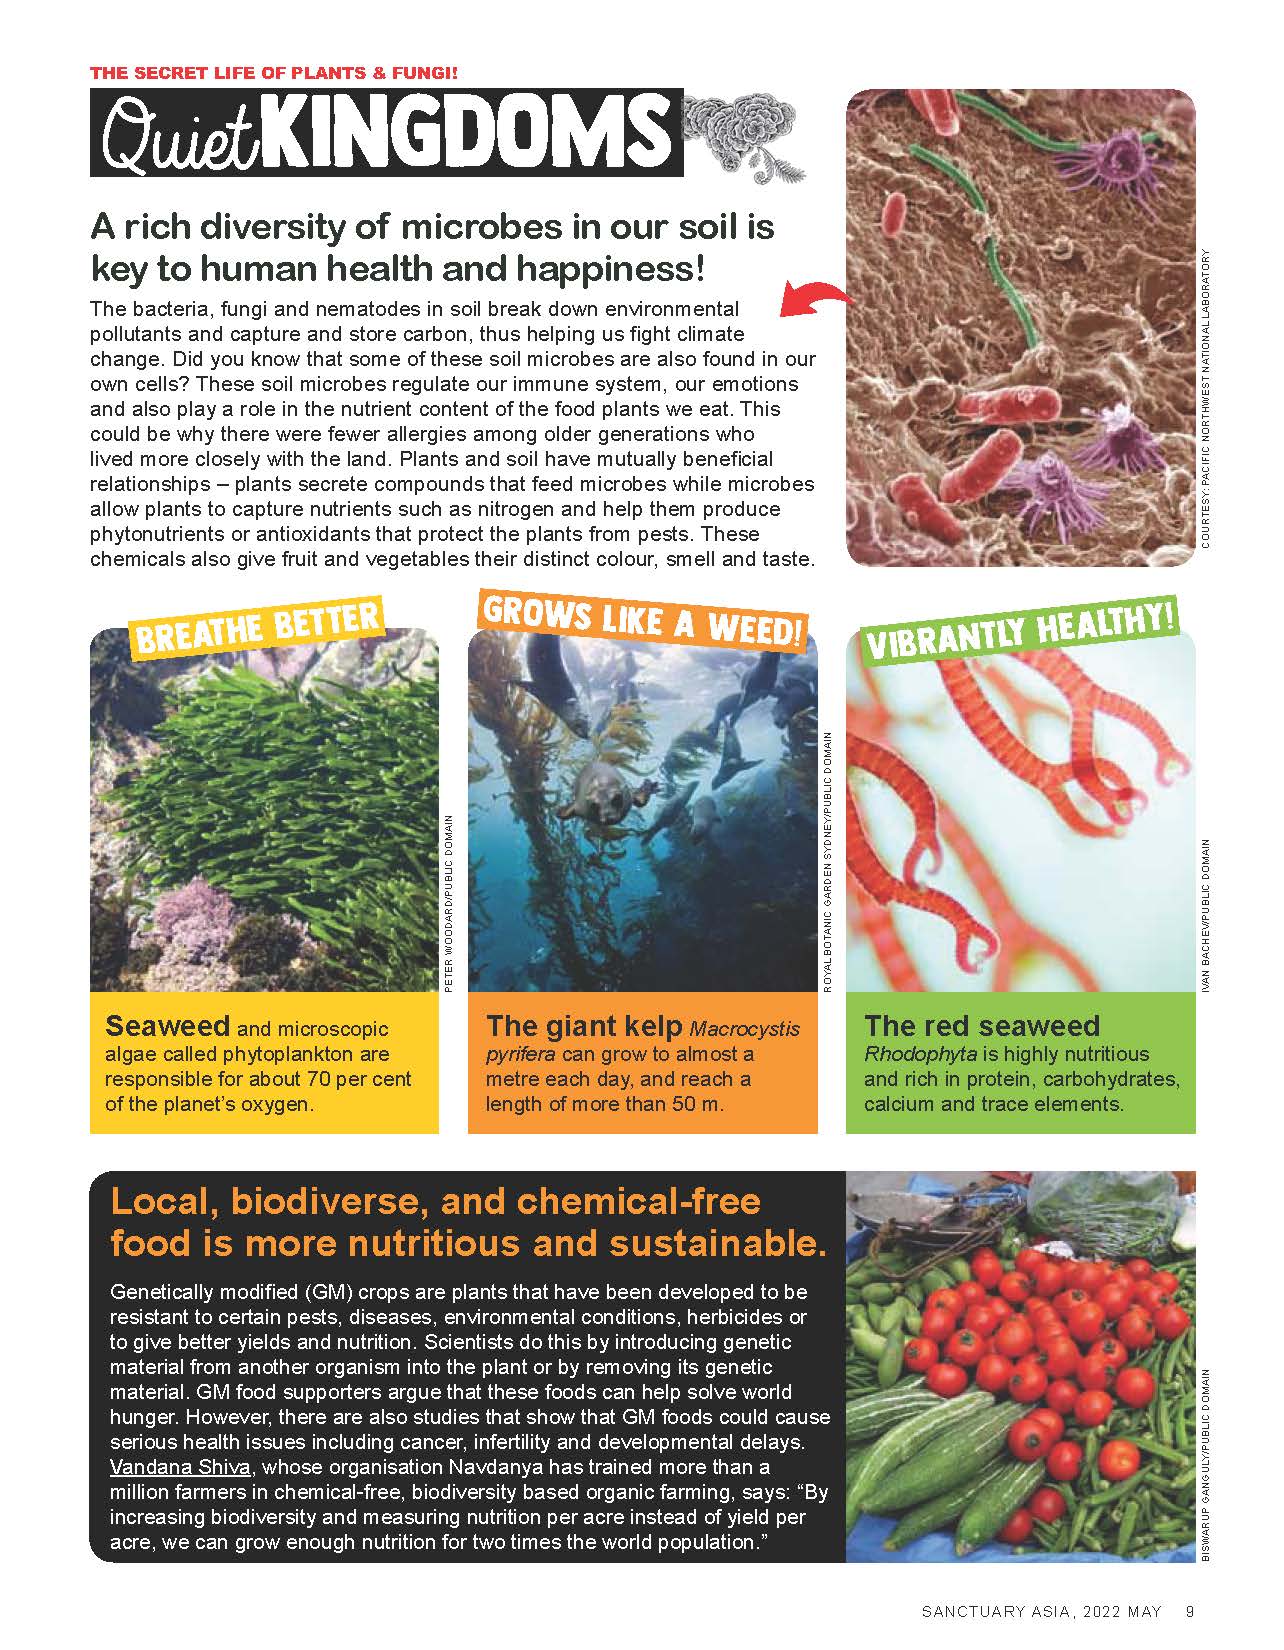 THE SECRET LIFE OF PLANTS & FUNGI!
Quiet KINGDOMS
A rich diversity of microbes in our soil is
key to human health and happiness!
The bacteria, fungi and nematodes in soil break down environmental
pollutants and capture and store carbon, thus helping us fight climate
change. Did you know that some of these soil microbes are also found in our
own cells? These soil microbes regulate our immune system, our emotions
and also play a role in the nutrient content of the food plants we eat. This
could be why there were fewer allergies among older generations who
lived more closely with the land. Plants and soil have mutually beneficial
relationships – plants secrete compounds that feed microbes while microbes
allow plants to capture nutrients such as nitrogen and help them produce
phytonutrients or antioxidants that protect the plants from pests. These
chemicals also give fruit and vegetables their distinct colour, smell and taste.
COURTESY: PACIFIC NORTHWEST NATIONAL LABORATORY
BREATHE BETTER
PETER WOODARD/PUBLIC DOMAIN
Seaweed and microscopic
algae called phytoplankton are
responsible for about 70 per cent
of the planet's oxygen.
GROWS LIKE A WEED!
ROYAL BOTANIC GARDEN SYDNEY/PUBLIC DOMAIN
The giant kelp Macrocystis
pyrifera can grow to almost a
metre each day, and reach a
length of more than 50 m.
VIBRANTLY HEALTHY!
IVAN BACHEV/PUBLIC DOMAIN
The red seaweed
Rhodophyta is highly nutritious
and rich in protein, carbohydrates,
calcium and trace elements.
Local, biodiverse, and chemical-free
food is more nutritious and sustainable.
Genetically modified (GM) crops are plants that have been developed to be
resistant to certain pests, diseases, environmental conditions, herbicides or
to give better yields and nutrition. Scientists do this by introducing genetic
material from another organism into the plant or by removing its genetic
material. GM food supporters argue that these foods can help solve world
hunger. However, there are also studies that show that GM foods could cause
serious health issues including cancer, infertility and developmental delays.
Vandana Shiva, whose organisation Navdanya has trained more than a
million farmers in chemical-free, biodiversity based organic farming, says: “By
increasing biodiversity and measuring nutrition per acre instead of yield per
acre, we can grow enough nutrition for two times the world population.”
BISWARUP GANGULY/PUBLIC DOMAIN
SANCTUARY ASIA, 2022 MAY 9